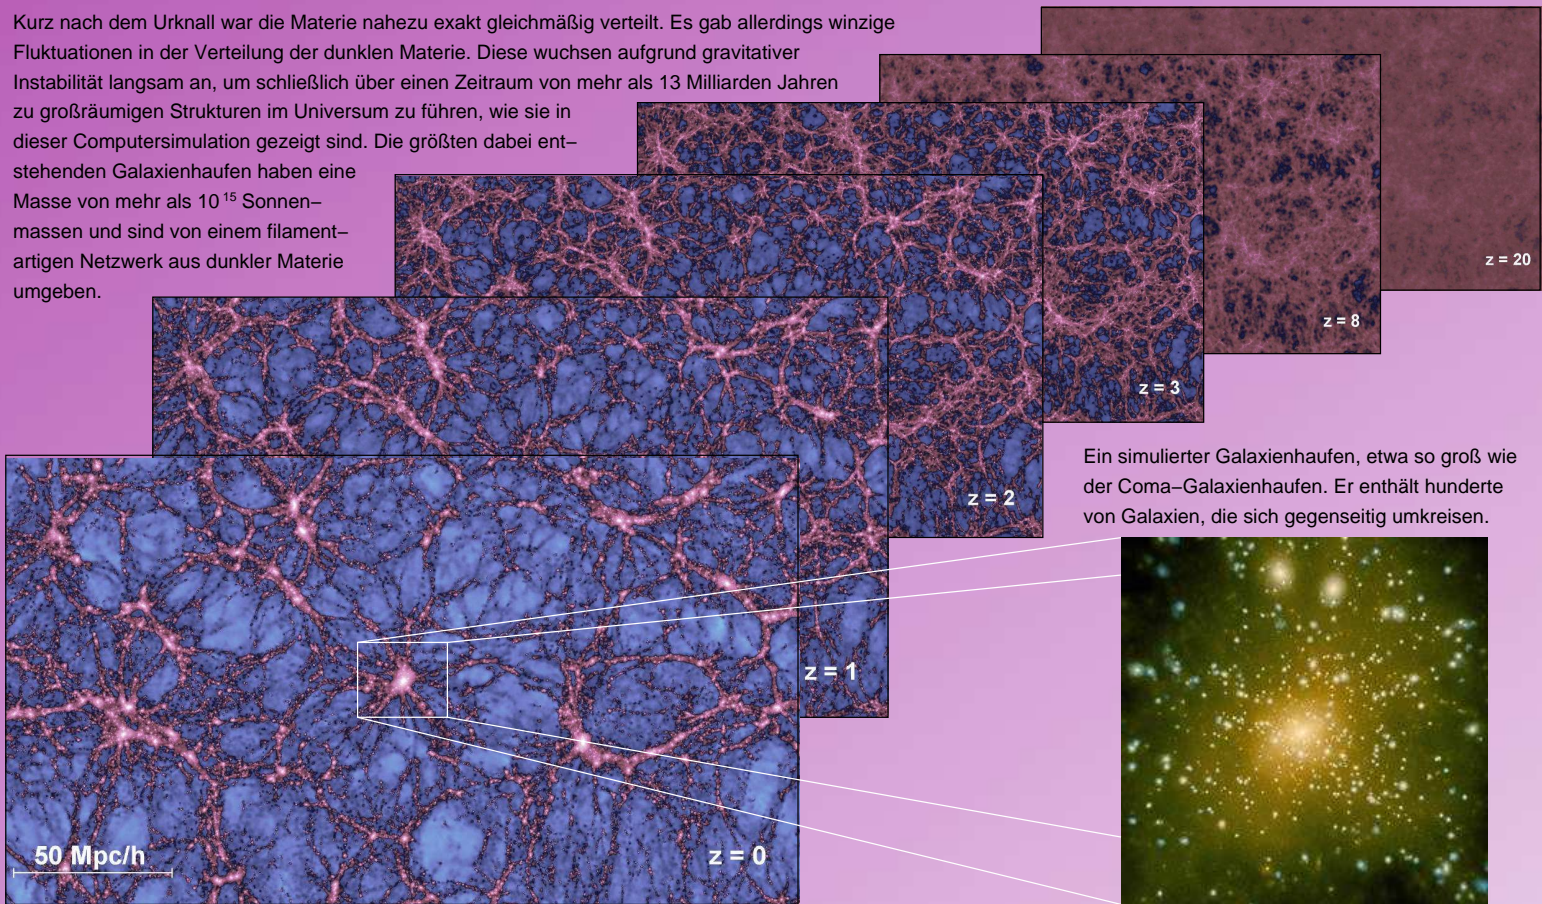 Kurz nach dem Urknall war die Materie nahezu exakt gleichmäßig verteilt. Es gab allerdings winzige
Fluktuationen in der Verteilung der dunklen Materie. Diese wuchsen aufgrund gravitativer
Instabilität langsam an, um schließlich über einen Zeitraum von mehr als 13 Milliarden Jahren
zu großräumigen Strukturen im Universum zu führen, wie sie in
dieser Computersimulation gezeigt sind. Die größten dabei ent–
stehenden Galaxienhaufen haben eine
Masse von mehr als 10¹⁵ Sonnen–
massen und sind von einem filament–
artigen Netzwerk aus dunkler Materie
umgeben.
z = 20
z = 8
z = 3
z = 2
z = 1
z = 0
50 Mpc/h
Ein simulierter Galaxienhaufen, etwa so groß wie
der Coma–Galaxienhaufen. Er enthält hunderte
von Galaxien, die sich gegenseitig umkreisen.